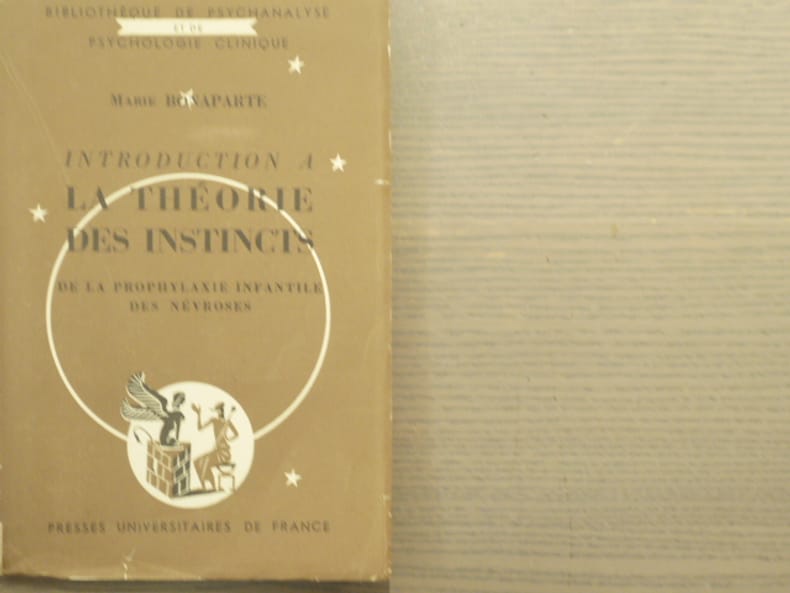 BIBLIOTHÈQUE DE PSYCHANALYSE
ET DE
PSYCHOLOGIE CLINIQUE
MARIE BONAPARTE
INTRODUCTION A
LA THÉORIE
DES INSTINCTS
DE LA PROPHYLAXIE INFANTILE
DES NÉVROSES
PRESSES UNIVERSITAIRES DE FRANCE